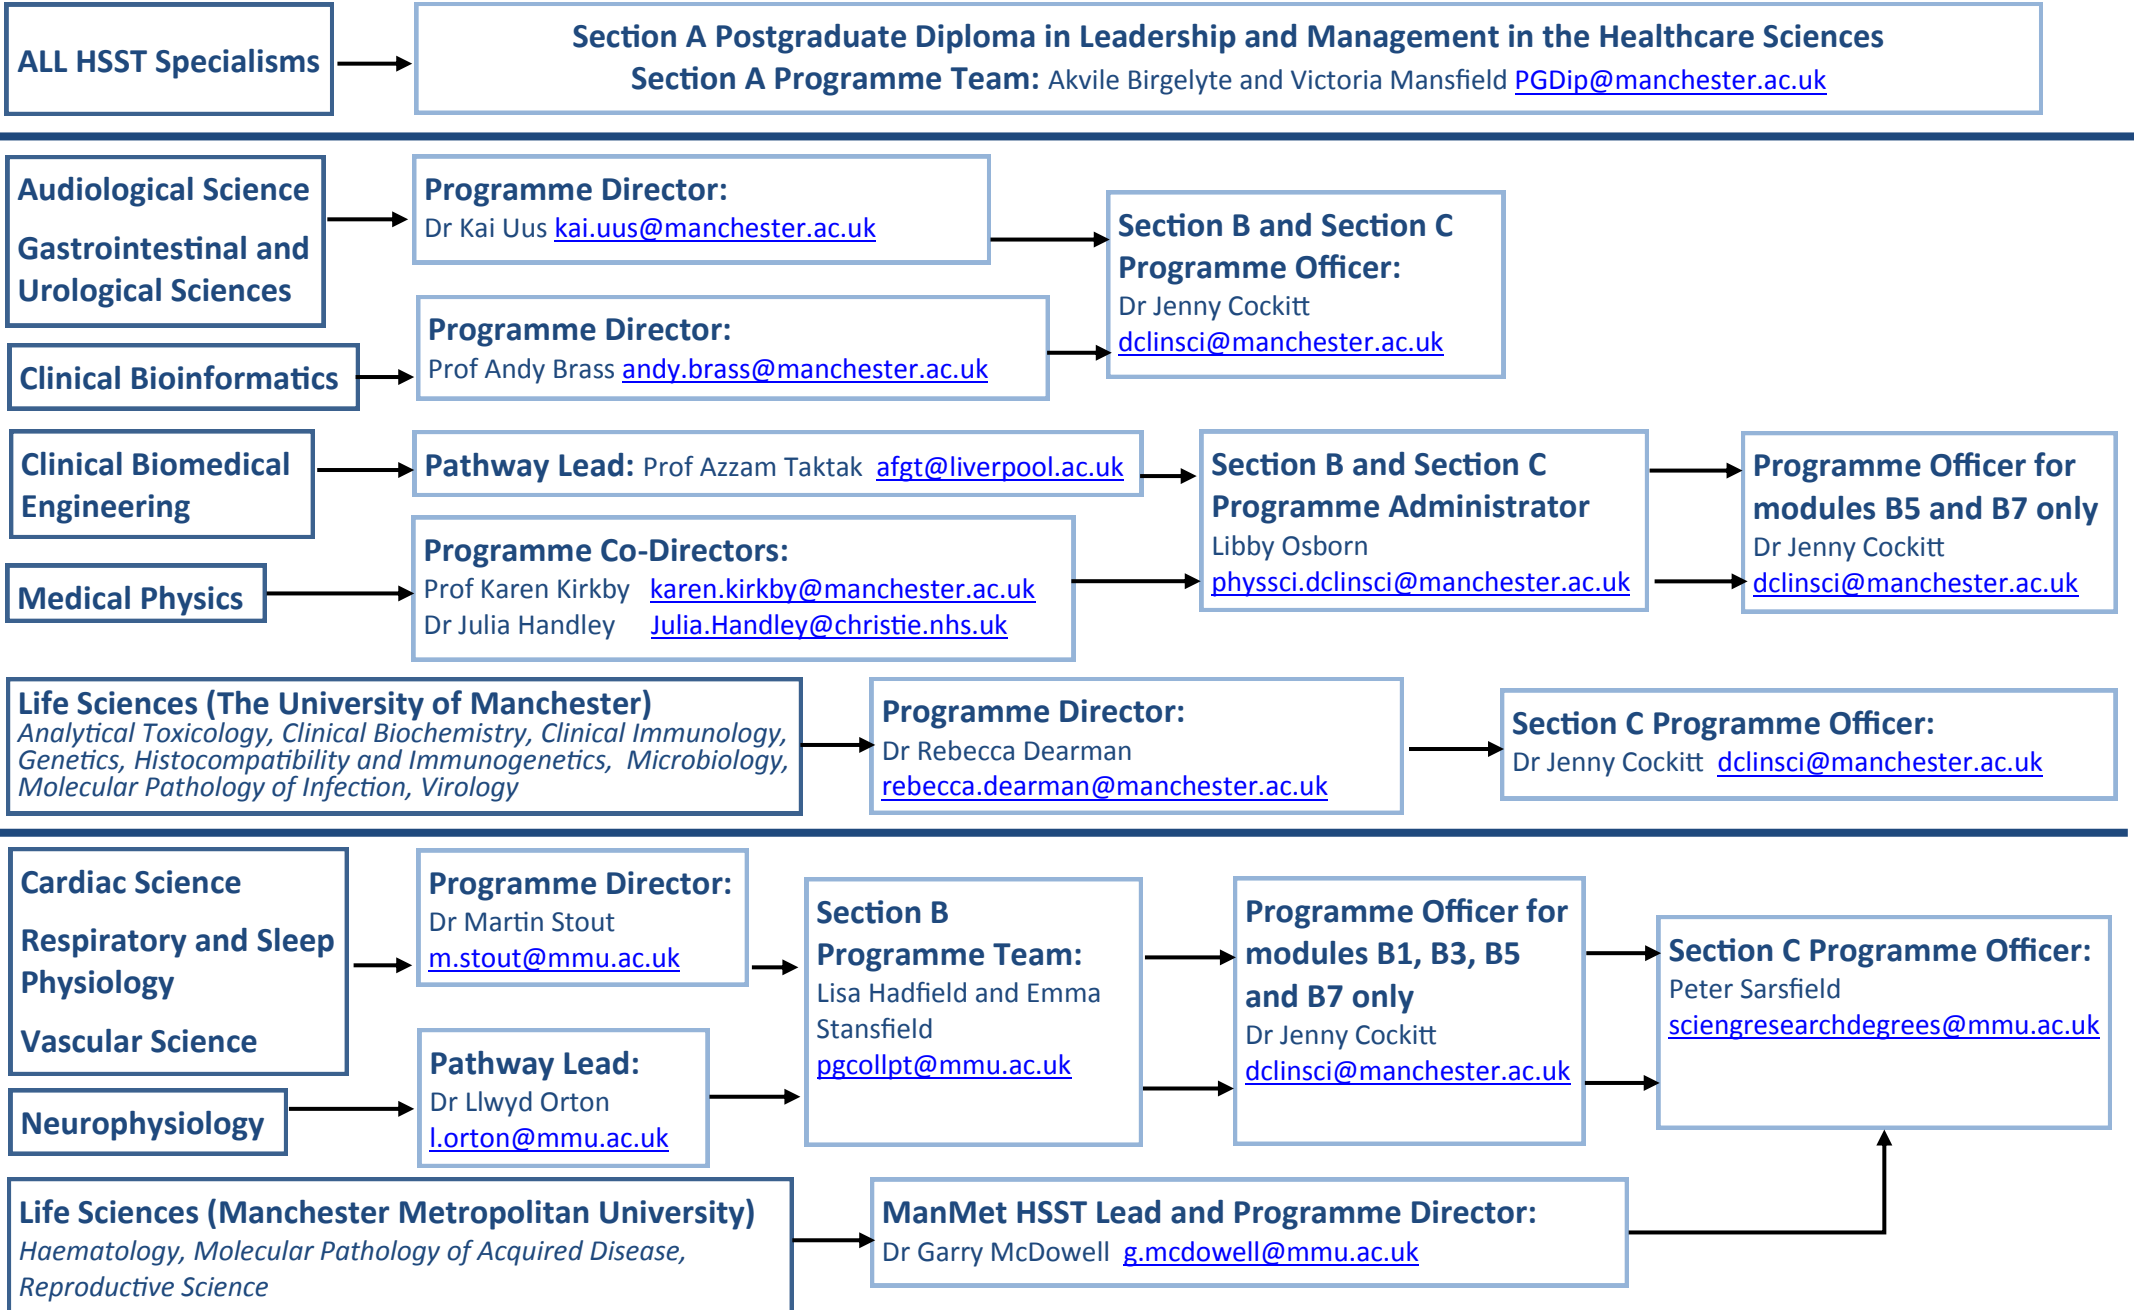 ALL HSST Specialisms
Section A Postgraduate Diploma in Leadership and Management in the Healthcare Sciences
Section A Programme Team: Akvile Birgelyte and Victoria Mansfield PGDip@manchester.ac.uk
Audiological Science
Gastrointestinal and
Urological Sciences
Programme Director:
Dr Kai Uus kai.uus@manchester.ac.uk
Clinical Bioinformatics
Programme Director:
Prof Andy Brass andy.brass@manchester.ac.uk
Section B and Section C
Programme Officer:
Dr Jenny Cockitt
dclinsci@manchester.ac.uk
Clinical Biomedical
Engineering
Pathway Lead: Prof Azzam Taktak afgt@liverpool.ac.uk
Medical Physics
Programme Co-Directors:
Prof Karen Kirkby karen.kirkby@manchester.ac.uk
Dr Julia Handley Julia.Handley@christie.nhs.uk
Section B and Section C
Programme Administrator
Libby Osborn
physsci.dclinsci@manchester.ac.uk
Programme Officer for
modules B5 and B7 only
Dr Jenny Cockitt
dclinsci@manchester.ac.uk
Life Sciences (The University of Manchester)
Analytical Toxicology, Clinical Biochemistry, Clinical Immunology,
Genetics, Histocompatibility and Immunogenetics, Microbiology,
Molecular Pathology of Infection, Virology
Programme Director:
Dr Rebecca Dearman
rebecca.dearman@manchester.ac.uk
Section C Programme Officer:
Dr Jenny Cockitt dclinsci@manchester.ac.uk
Cardiac Science
Respiratory and Sleep
Physiology
Vascular Science
Programme Director:
Dr Martin Stout
m.stout@mmu.ac.uk
Neurophysiology
Pathway Lead:
Dr Llwyd Orton
l.orton@mmu.ac.uk
Section B
Programme Team:
Lisa Hadfield and Emma
Stansfield
pgcollpt@mmu.ac.uk
Programme Officer for
modules B1, B3, B5
and B7 only
Dr Jenny Cockitt
dclinsci@manchester.ac.uk
Section C Programme Officer:
Peter Sarsfield
sciengresearchdegrees@mmu.ac.uk
Life Sciences (Manchester Metropolitan University)
Haematology, Molecular Pathology of Acquired Disease,
Reproductive Science
ManMet HSST Lead and Programme Director:
Dr Garry McDowell g.mcdowell@mmu.ac.uk